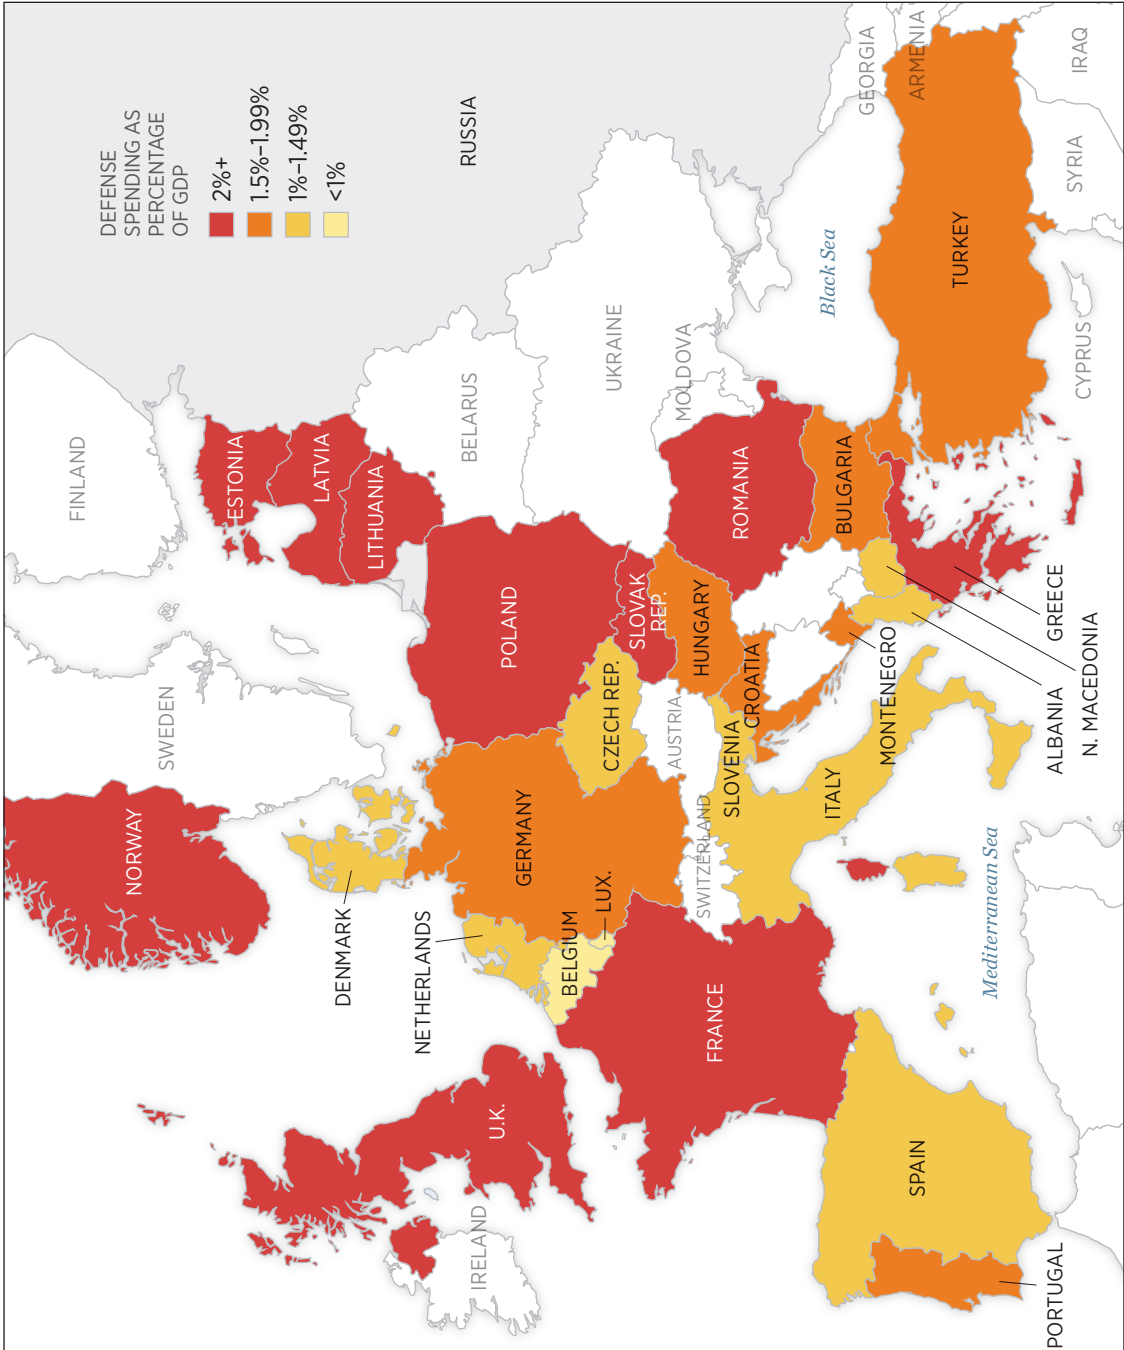 DEFENSE
SPENDING AS
PERCENTAGE
OF GDP
2%+
1.5%–1.99%
1%–1.49%
<1%
FINLAND
NORWAY
SWEDEN
ESTONIA
LATVIA
LITHUANIA
RUSSIA
DENMARK
NETHERLANDS
BELARUS
IRELAND
U.K.
BELGIUM
LUX.
GERMANY
POLAND
CZECH REP.
SLOVAK
REP.
UKRAINE
MOLDOVA
FRANCE
SWITZERLAND
AUSTRIA
SLOVENIA
HUNGARY
CROATIA
ROMANIA
Black Sea
GEORGIA
ARMENIA
ITALY
MONTENEGRO
BULGARIA
PORTUGAL
SPAIN
Mediterranean Sea
ALBANIA
N. MACEDONIA
GREECE
TURKEY
CYPRUS
SYRIA
IRAQ